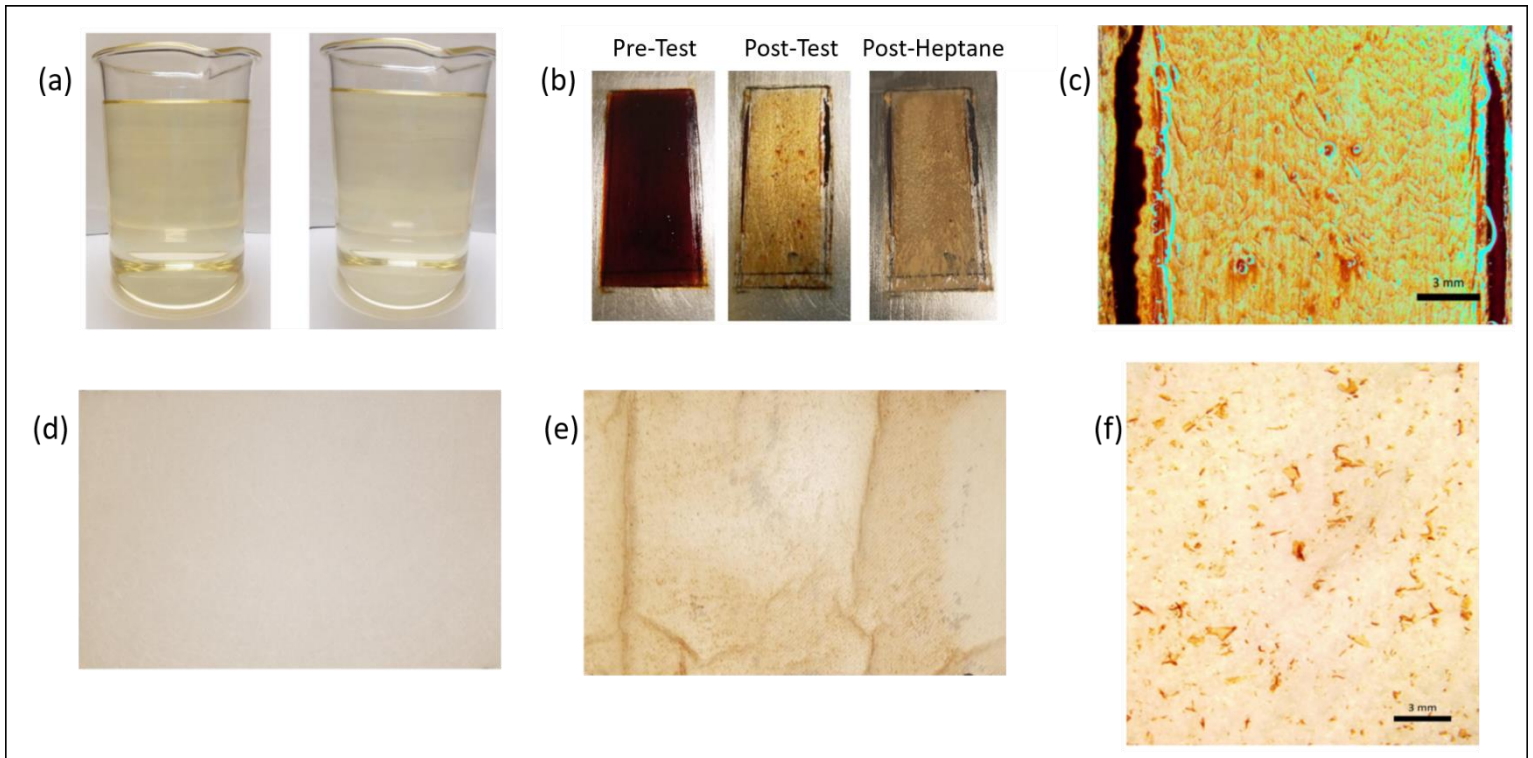 (a)
(b)
Pre-Test Post-Test Post-Heptane
(c)
3 mm
(d)
(e)
(f)
3 mm